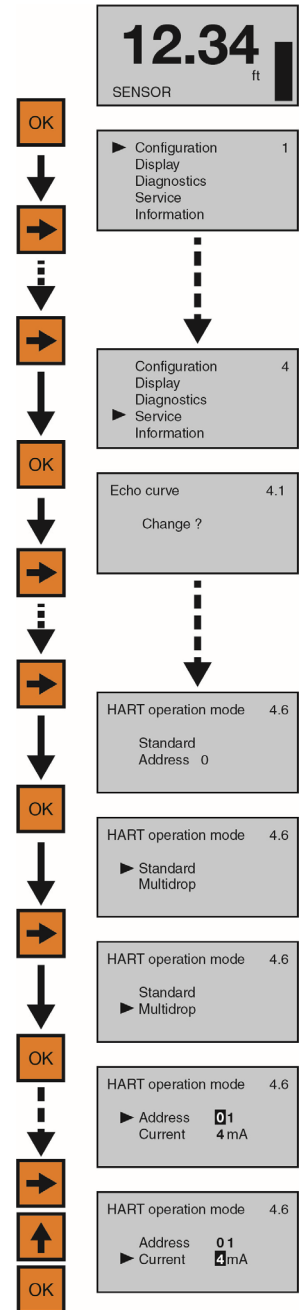 12.34
ft
SENSOR
OK
Configuration 1
Display
Diagnostics
Service
Information
Configuration 4
Display
Diagnostics
Service
Information
OK
Echo curve 4.1
Change ?
HART operation mode 4.6
Standard
Address 0
OK
HART operation mode 4.6
Standard
Multidrop
HART operation mode 4.6
Standard
Multidrop
OK
HART operation mode 4.6
Address 01
Current 4 mA
HART operation mode 4.6
Address 01
Current 4 mA
OK